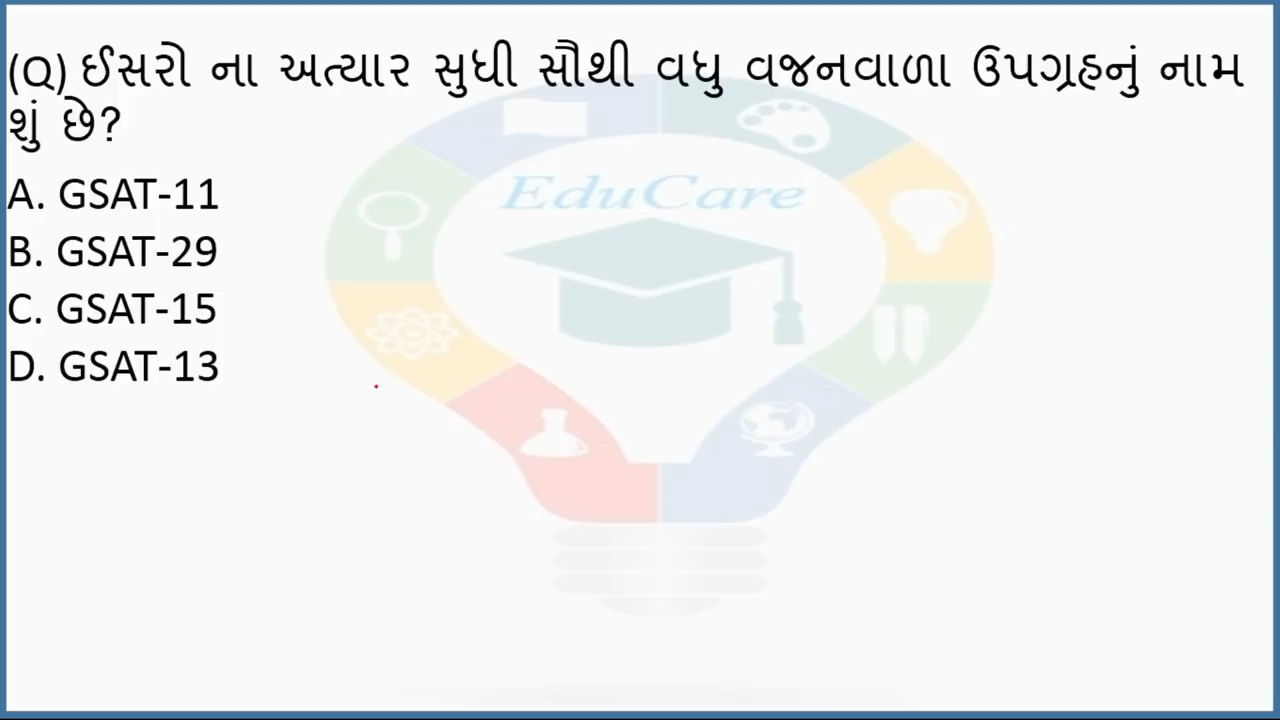 (Q) ઈસરો ના અત્યાર સુધી સૌથી વધુ વજનવાળા ઉપગ્રહનું નામ
શું છે?
EduCare
A. GSAT-11
B. GSAT-29
C. GSAT-15
D. GSAT-13